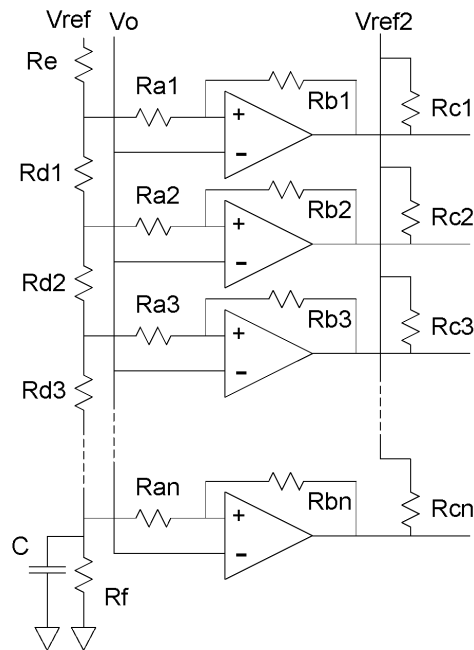 Vref Vo Vref2
Re
Ra1 Rb1 Rc1
+
-
Rd1
Ra2 Rb2 Rc2
+
-
Rd2
Ra3 Rb3 Rc3
+
-
Rd3
Ran Rbn Rcn
+
-
C
Rf